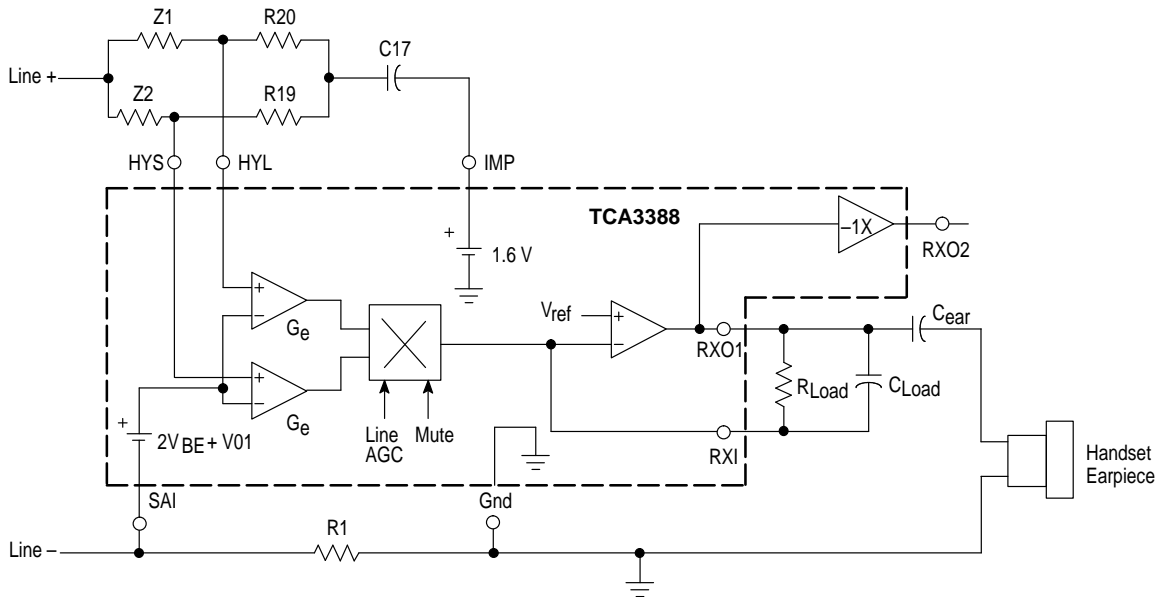 Z1
R20
C17
Line +
Z2
R19
HYS
HYL
IMP
TCA3388
+
1.6 V
–1X
RXO2
+
–
Ge
Vref
+
–
RXO1
Cear
+
–
Ge
RLoad
CLoad
+
2VBE + V01
Line
AGC
Mute
RXI
Handset
Earpiece
SAI
Gnd
R1
Line –